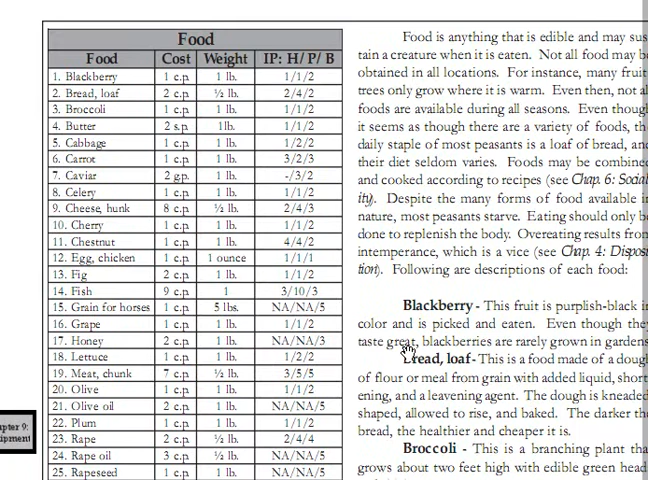 Food
Food Cost Weight IP: H/P/B
1. Blackberry 1 c.p. 1 lb. 1/1/2
2. Bread, loaf 2 c.p. ½ lb. 2/4/2
3. Broccoli 1 c.p. 1 lb. 1/1/2
4. Butter 2 s.p. 1lb. 1/1/2
5. Cabbage 1 c.p. 1 lb. 1/2/2
6. Carrot 1 c.p. 1 lb. 3/2/3
7. Caviar 2 g.p. 1 lb. -/3/2
8. Celery 1 c.p. 1 lb. 1/1/2
9. Cheese, hunk 8 c.p. ½ lb. 2/4/3
10. Cherry 1 c.p. 1 lb. 1/1/2
11. Chestnut 1 c.p. 1 lb. 4/4/2
12. Egg, chicken 1 c.p. 1 ounce 1/1/1
13. Fig 2 c.p. 1 lb. 1/1/2
14. Fish 9 c.p. 1 3/10/3
15. Grain for horses 1 c.p. 5 lbs. NA/NA/5
16. Grape 1 c.p. 1 lb. 1/1/2
17. Honey 2 c.p. 1 lb. NA/NA/3
18. Lettuce 1 c.p. 1 lb. 1/2/2
19. Meat, chunk 7 c.p. ½ lb. 3/5/5
20. Olive 1 c.p. 1 lb. 1/1/2
21. Olive oil 2 c.p. 1 lb. NA/NA/5
22. Plum 1 c.p. 1 lb. 1/1/2
23. Rape 2 c.p. ½ lb. 2/4/4
24. Rape oil 3 c.p. ½ lb. NA/NA/5
25. Rapeseed 1 c.p. 1 lb. NA/NA/5
Food is anything that is edible and may sus
tain a creature when it is eaten. Not all food may b
obtained in all locations. For instance, many fruit
trees only grow where it is warm. Even then, not a
foods are available during all seasons. Even though
it seems as though there are a variety of foods, th
daily staple of most peasants is a loaf of bread, an
their diet seldom varies. Foods may be combine
and cooked according to recipes (see Chap. 6: Social
ity). Despite the many forms of food available i
nature, most peasants starve. Eating should only b
done to replenish the body. Overeating results from
intemperance, which is a vice (see Chap. 4: Dispos
tion). Following are descriptions of each food:
Blackberry - This fruit is purplish-black i
color and is picked and eaten. Even though they
taste great, blackberries are rarely grown in gardens
Bread, loaf - This is a food made of a dough
of flour or meal from grain with added liquid, short
ening, and a leavening agent. The dough is kneaded
shaped, allowed to rise, and baked. The darker th
bread, the healthier and cheaper it is.
Broccoli - This is a branching plant tha
grows about two feet high with edible green head
pter 9:
ipment